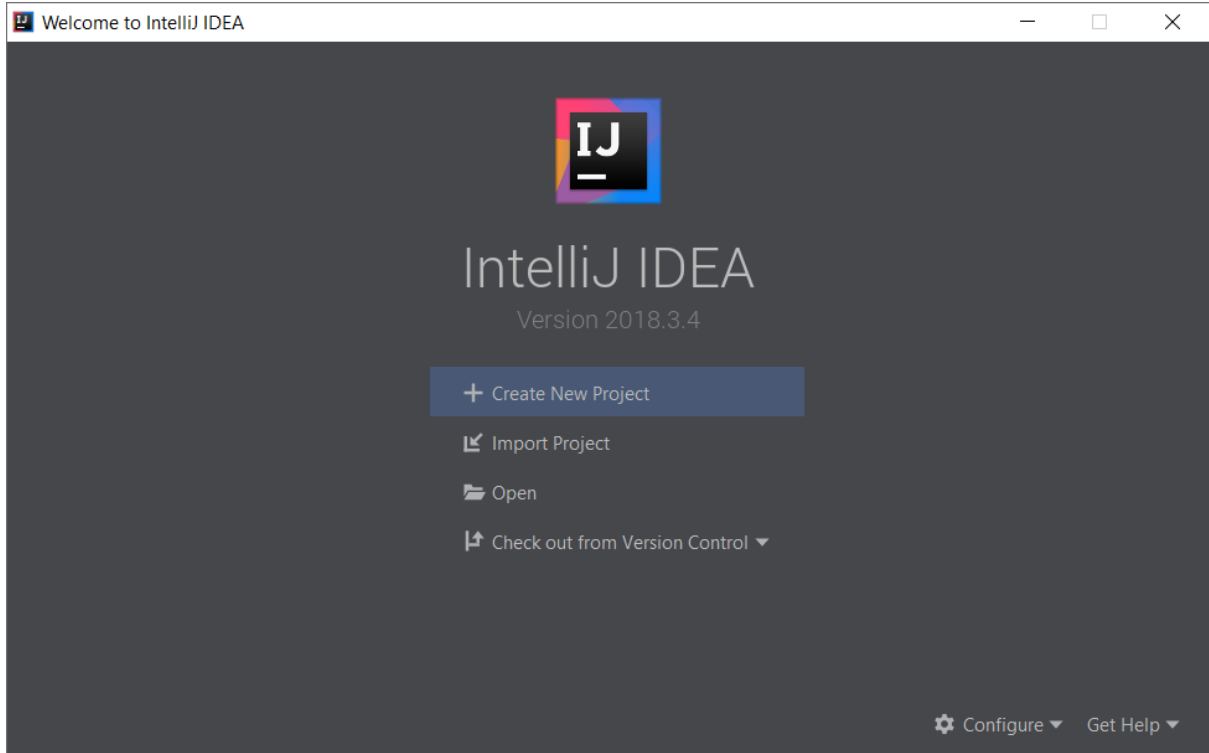 Welcome to IntelliJ IDEA
IJ
IntelliJ IDEA
Version 2018.3.4
Create New Project
Import Project
Open
Check out from Version Control
Configure Get Help